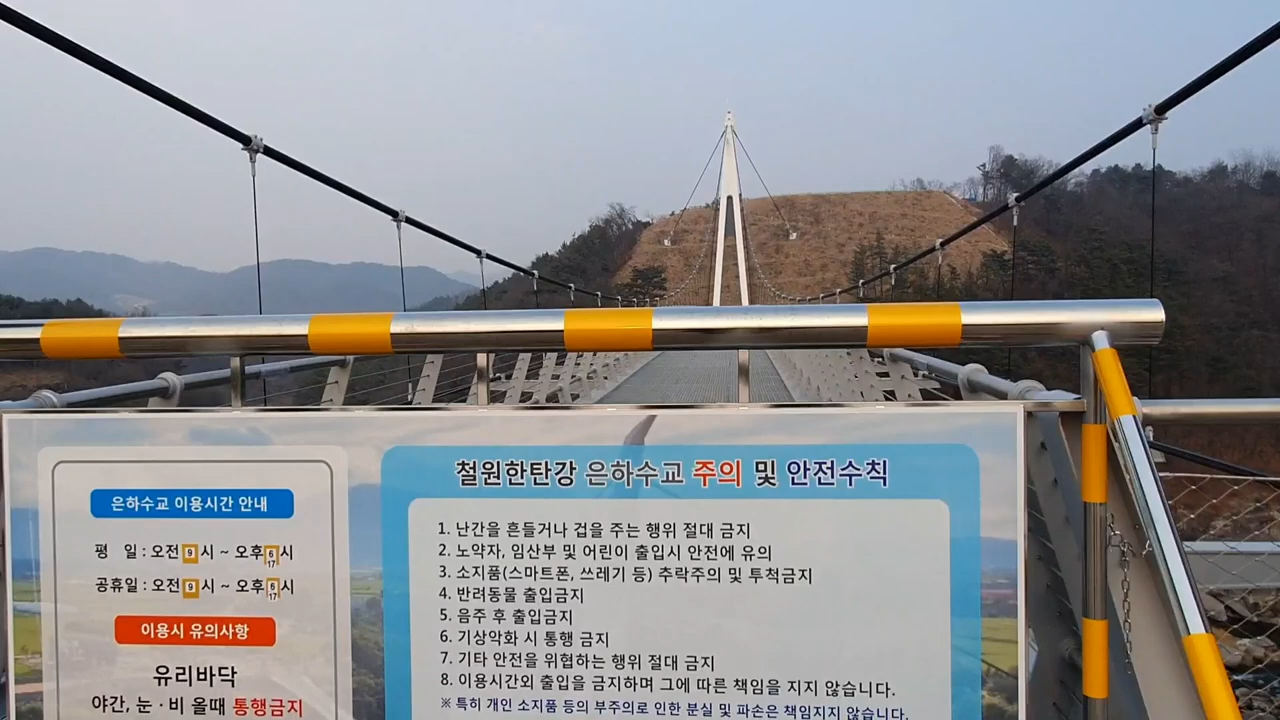 은하수교 이용시간 안내
평 일 : 오전 9 시 ~ 오후 6 시
17
공휴일 : 오전 9 시 ~ 오후 6 시
17
이용시 유의사항
유리바닥
야간, 눈 · 비 올때 통행금지
철원한탄강 은하수교 주의 및 안전수칙
1. 난간을 흔들거나 겁을 주는 행위 절대 금지
2. 노약자, 임산부 및 어린이 출입시 안전에 유의
3. 소지품(스마트폰, 쓰레기 등) 추락주의 및 투척금지
4. 반려동물 출입금지
5. 음주 후 출입금지
6. 기상악화 시 통행 금지
7. 기타 안전을 위협하는 행위 절대 금지
8. 이용시간외 출입을 금지하며 그에 따른 책임을 지지 않습니다.
※ 특히 개인 소지품 등의 부주의로 인한 분실 및 파손은 책임지지 않습니다.